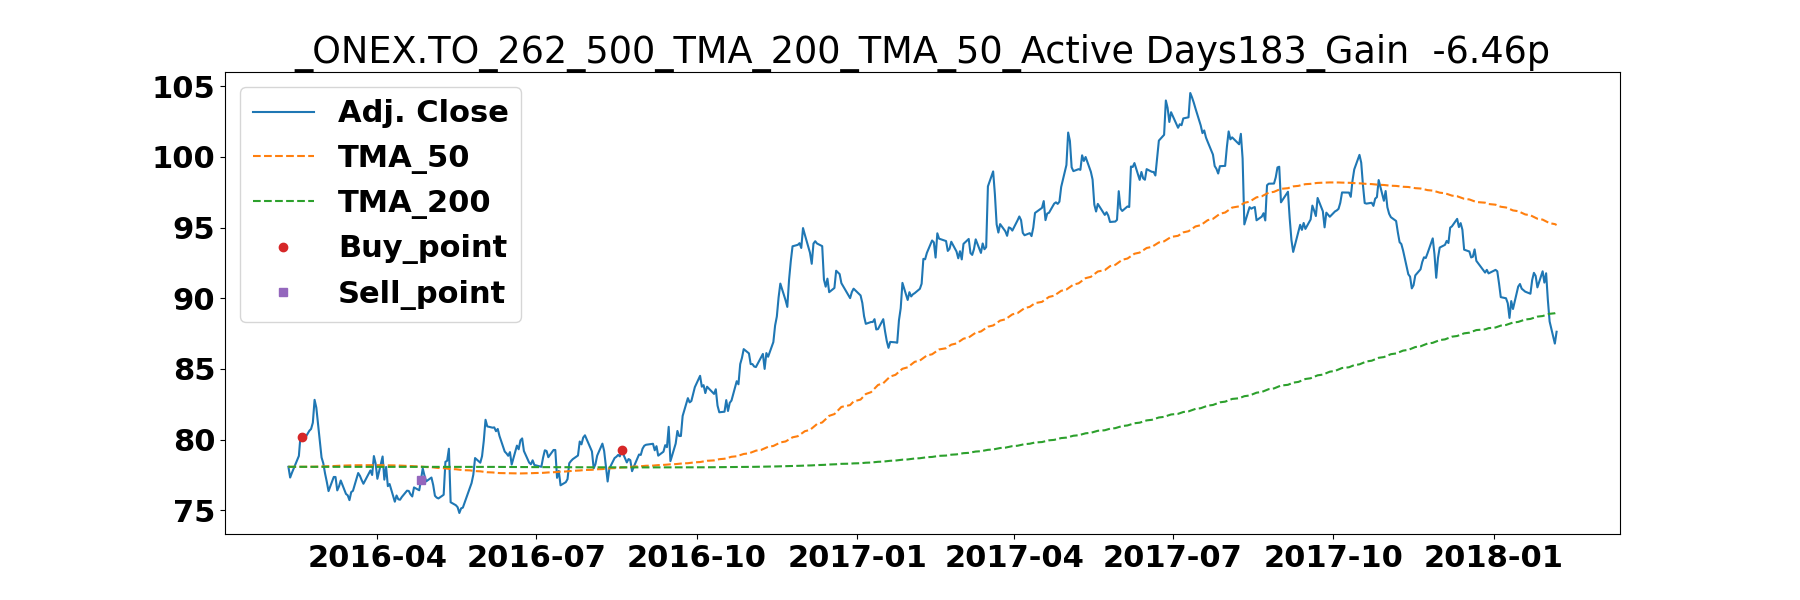 _ONEX.TO_262_500_TMA_200_TMA_50_Active Days183_Gain  -6.46p
105
100
95
90
85
80
75
Adj. Close
TMA_50
TMA_200
Buy_point
Sell_point
2016-04 2016-07 2016-10 2017-01 2017-04 2017-07 2017-10 2018-01